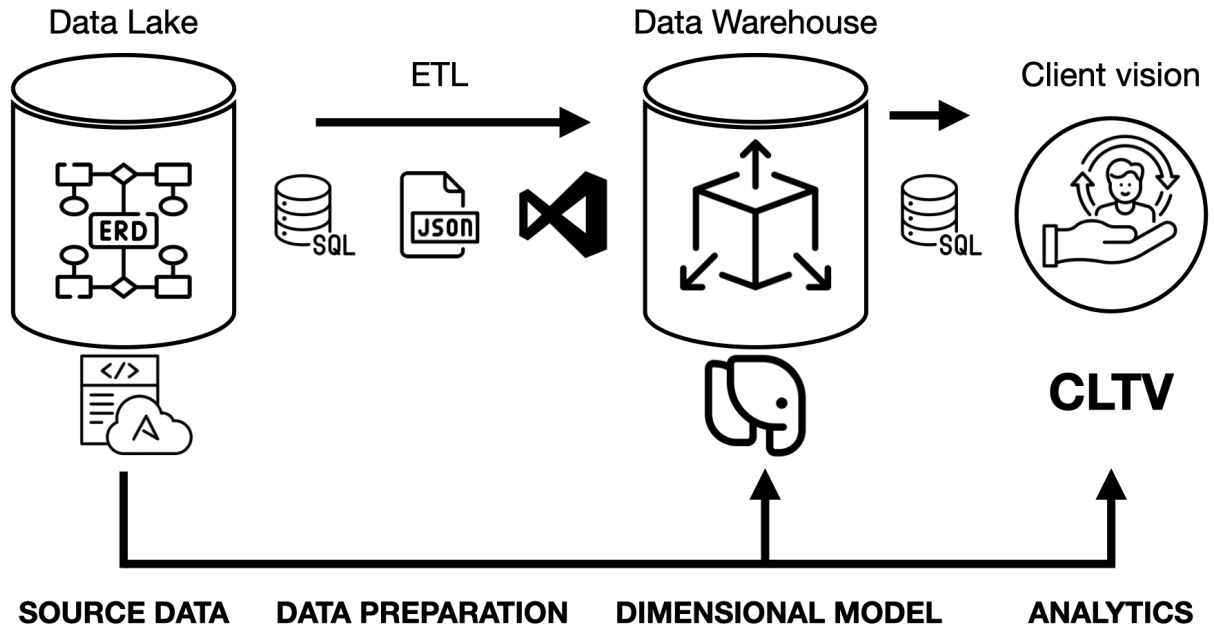 Data Lake
Data Warehouse
ETL
Client vision
ERD
SQL
JSON
SQL
</>
CLTV
SOURCE DATA
DATA PREPARATION
DIMENSIONAL MODEL
ANALYTICS